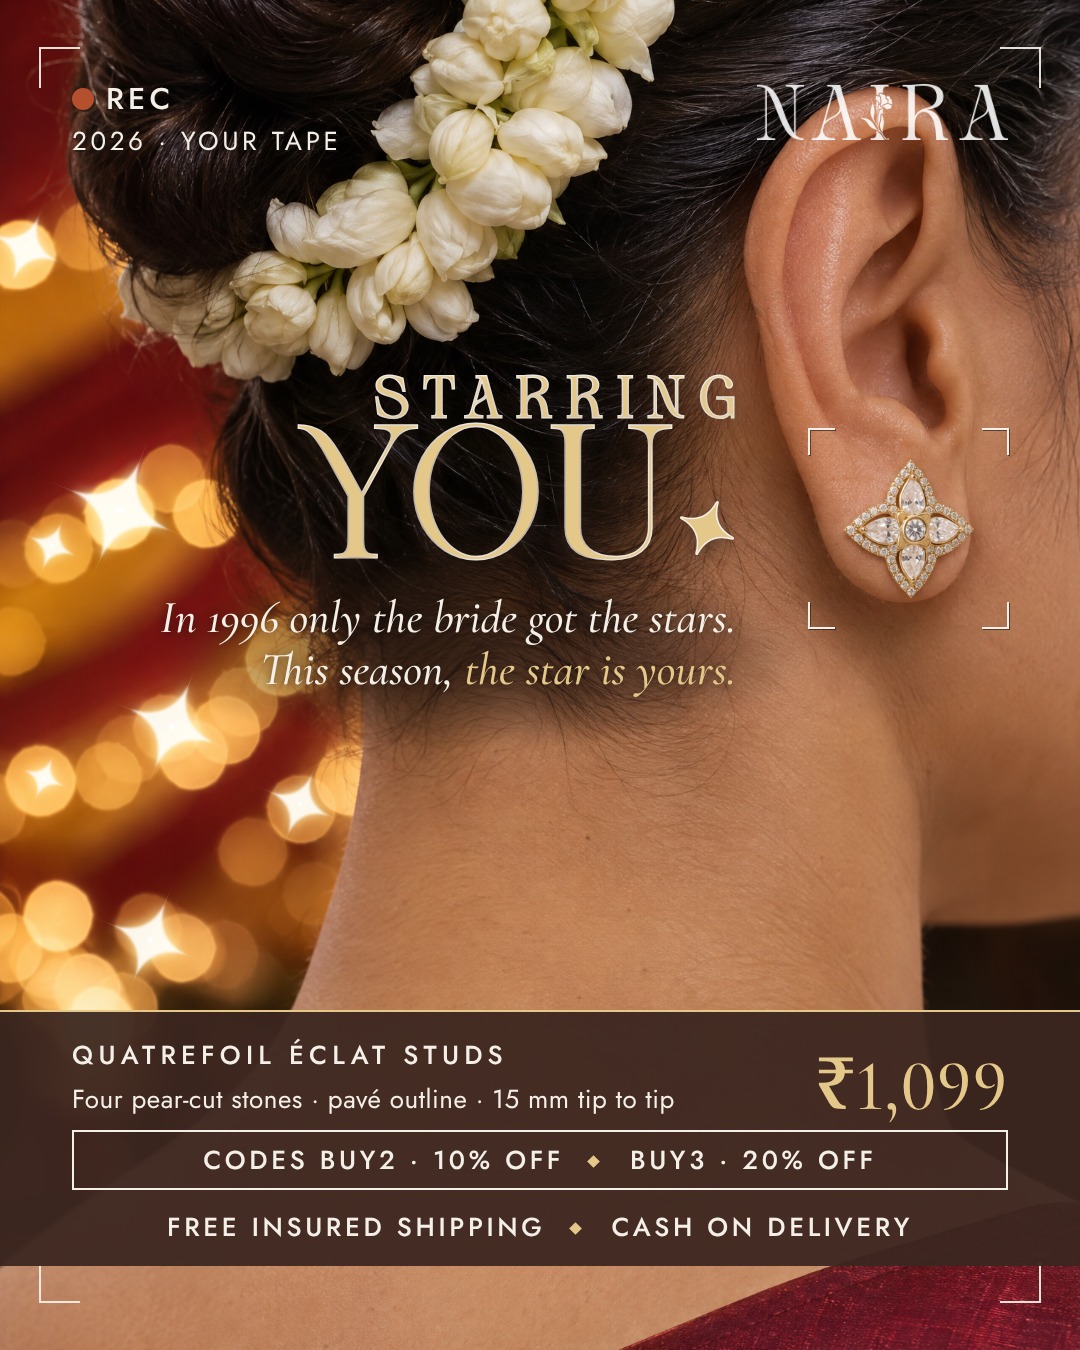 REC
2026 · YOUR TAPE
NAIRA
STARRING
YOU
In 1996 only the bride got the stars.
This season, the star is yours.
QUATREFOIL ÉCLAT STUDS
Four pear-cut stones · pavé outline · 15 mm tip to tip
₹1,099
CODES BUY2 · 10% OFF ◆ BUY3 · 20% OFF
FREE INSURED SHIPPING ◆ CASH ON DELIVERY